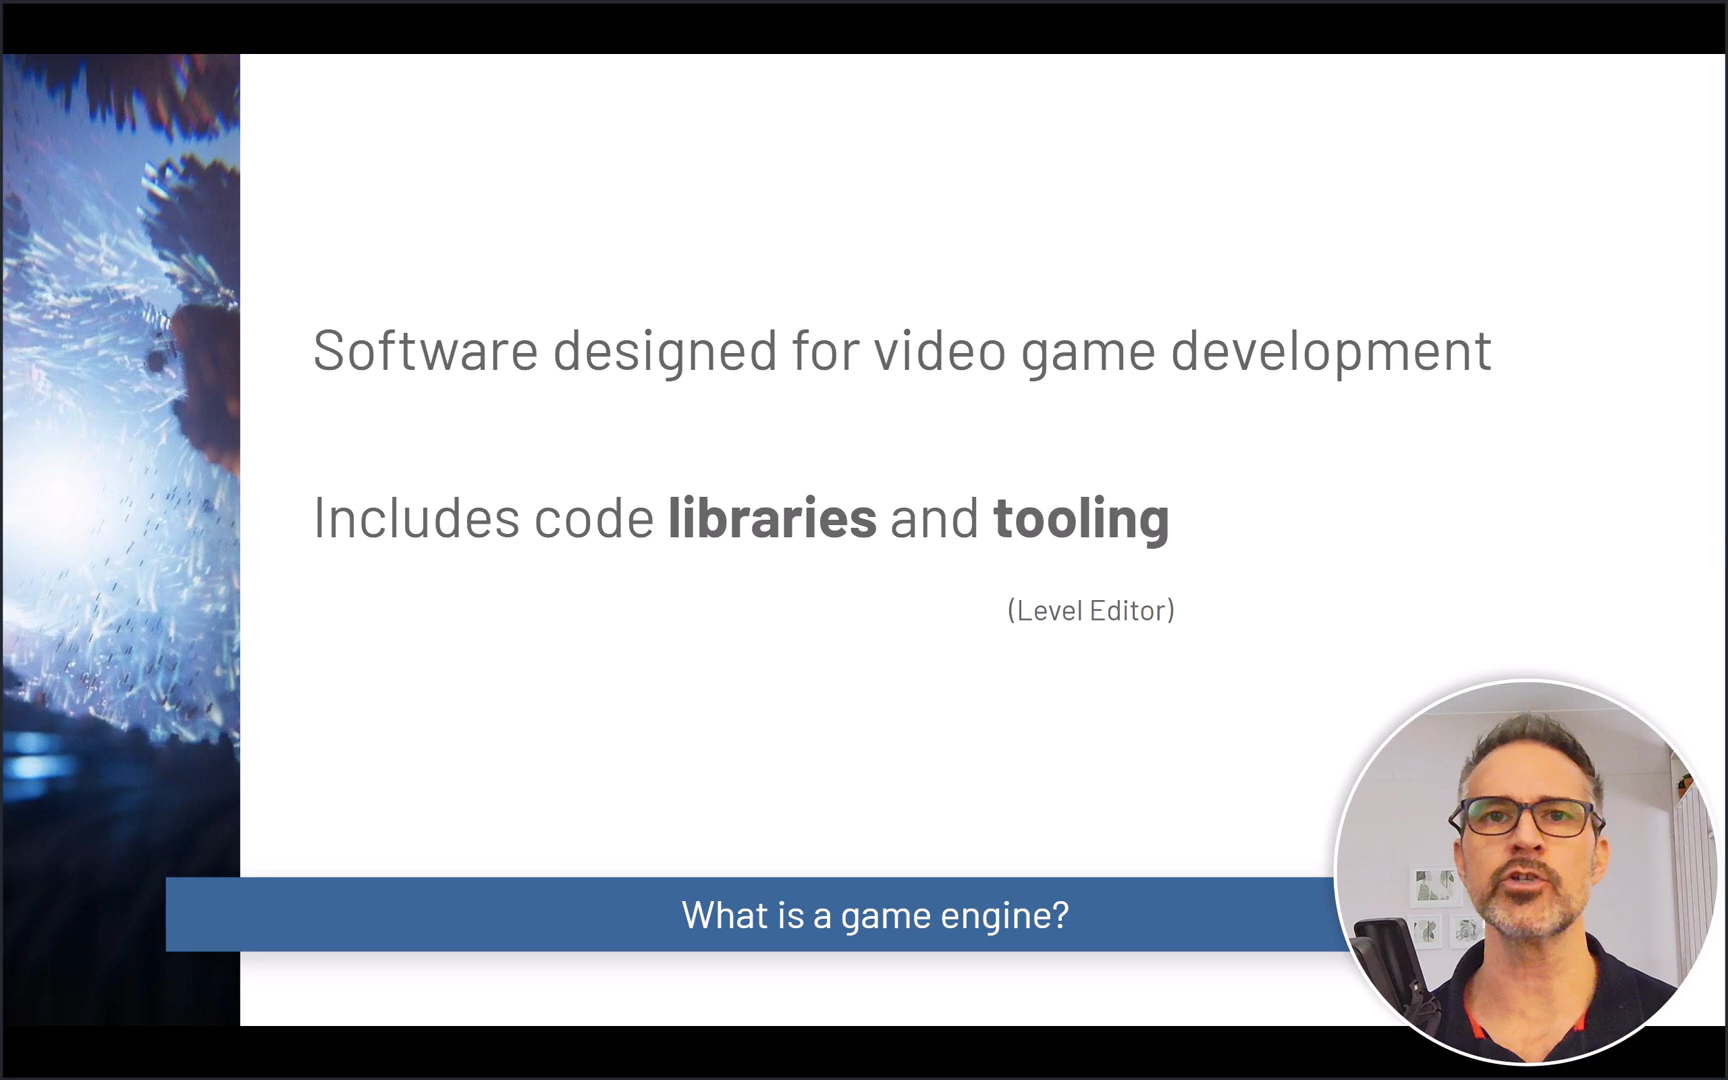 Software designed for video game development
Includes code libraries and tooling
(Level Editor)
What is a game engine?